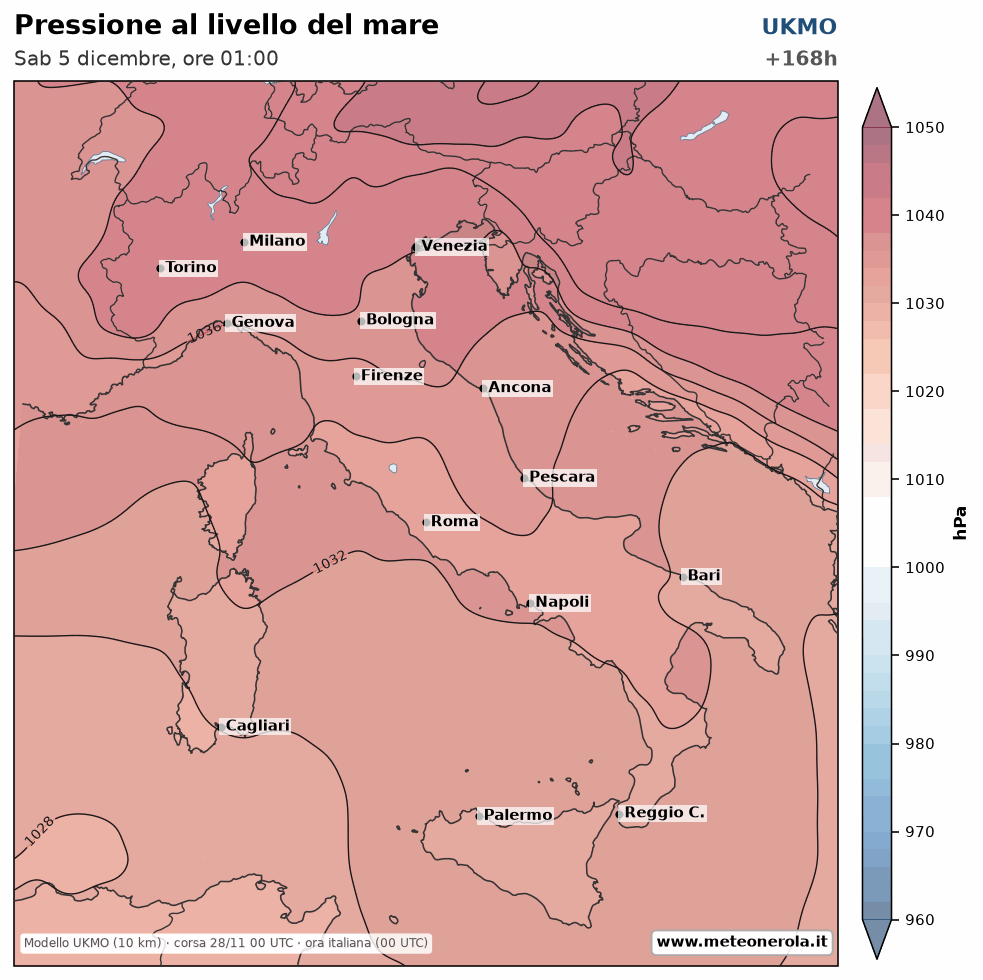 Pressione al livello del mare
UKMO
Sab 5 dicembre, ore 01:00
+168h
1050
Milano
Venezia
1040
Torino
Genova
1036
Bologna
1030
Firenze
Ancona
1020
Pescara
1010
Roma
hPa
1032
1000
Bari
Napoli
990
Cagliari
980
Palermo
Reggio C.
1028
970
960
Modello UKMO (10 km) · corsa 28/11 00 UTC · ora italiana (00 UTC)
www.meteonerola.it